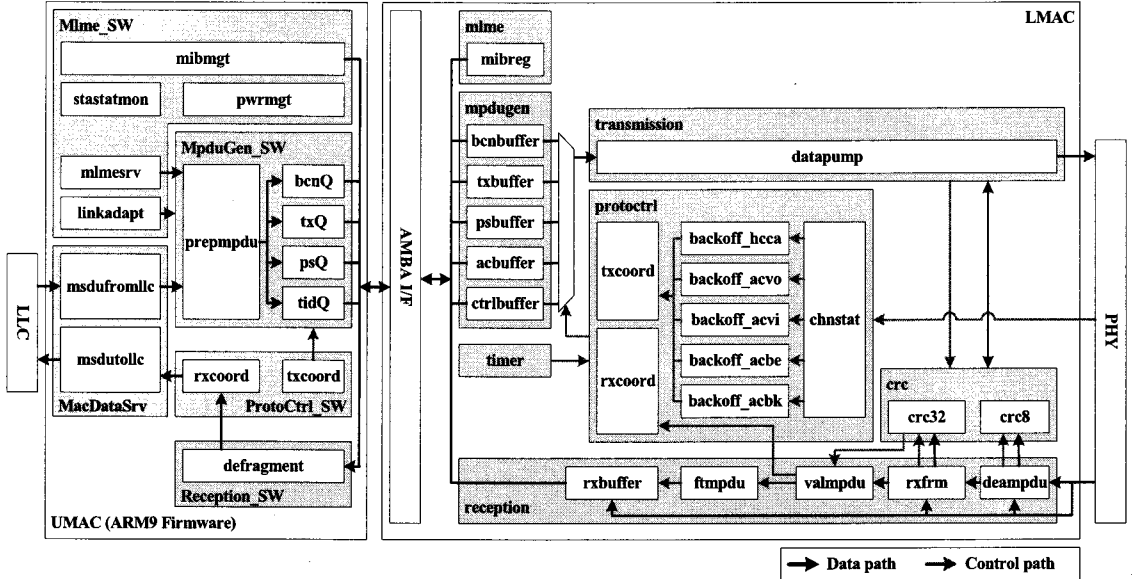 Mlme_SW
mibmgt
stastatmon
pwrmgt
MpduGen_SW
mlmesrv
linkadapt
prepmpdu
bcnQ
txQ
psQ
tidQ
LLC
msdufromllc
msdutollc
MacDataSrv
rxcoord
txcoord
ProtoCtrl_SW
defragment
Reception_SW
UMAC (ARM9 Firmware)
AMBA I/F
LMAC
mlme
mibreg
mpdugen
bcnbuffer
txbuffer
psbuffer
acbuffer
ctrlbuffer
timer
transmission
datapump
protoctrl
txcoord
rxcoord
backoff_hcca
backoff_acvo
backoff_acvi
backoff_acbe
backoff_acbk
chnstat
PHY
crc
crc32
crc8
rxbuffer
ftmpdu
valmpdu
rxfrm
deampdu
reception
Data path
Control path